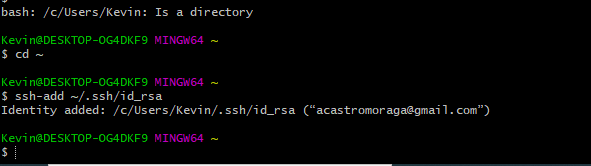 bash: /c/Users/Kevin: Is a directory
Kevin@DESKTOP-OG4DKF9 MINGW64 ~
$ cd ~
Kevin@DESKTOP-OG4DKF9 MINGW64 ~
$ ssh-add ~/.ssh/id_rsa
Identity added: /c/Users/Kevin/.ssh/id_rsa (“acastromoraga@gmail.com”)
Kevin@DESKTOP-OG4DKF9 MINGW64 ~
$